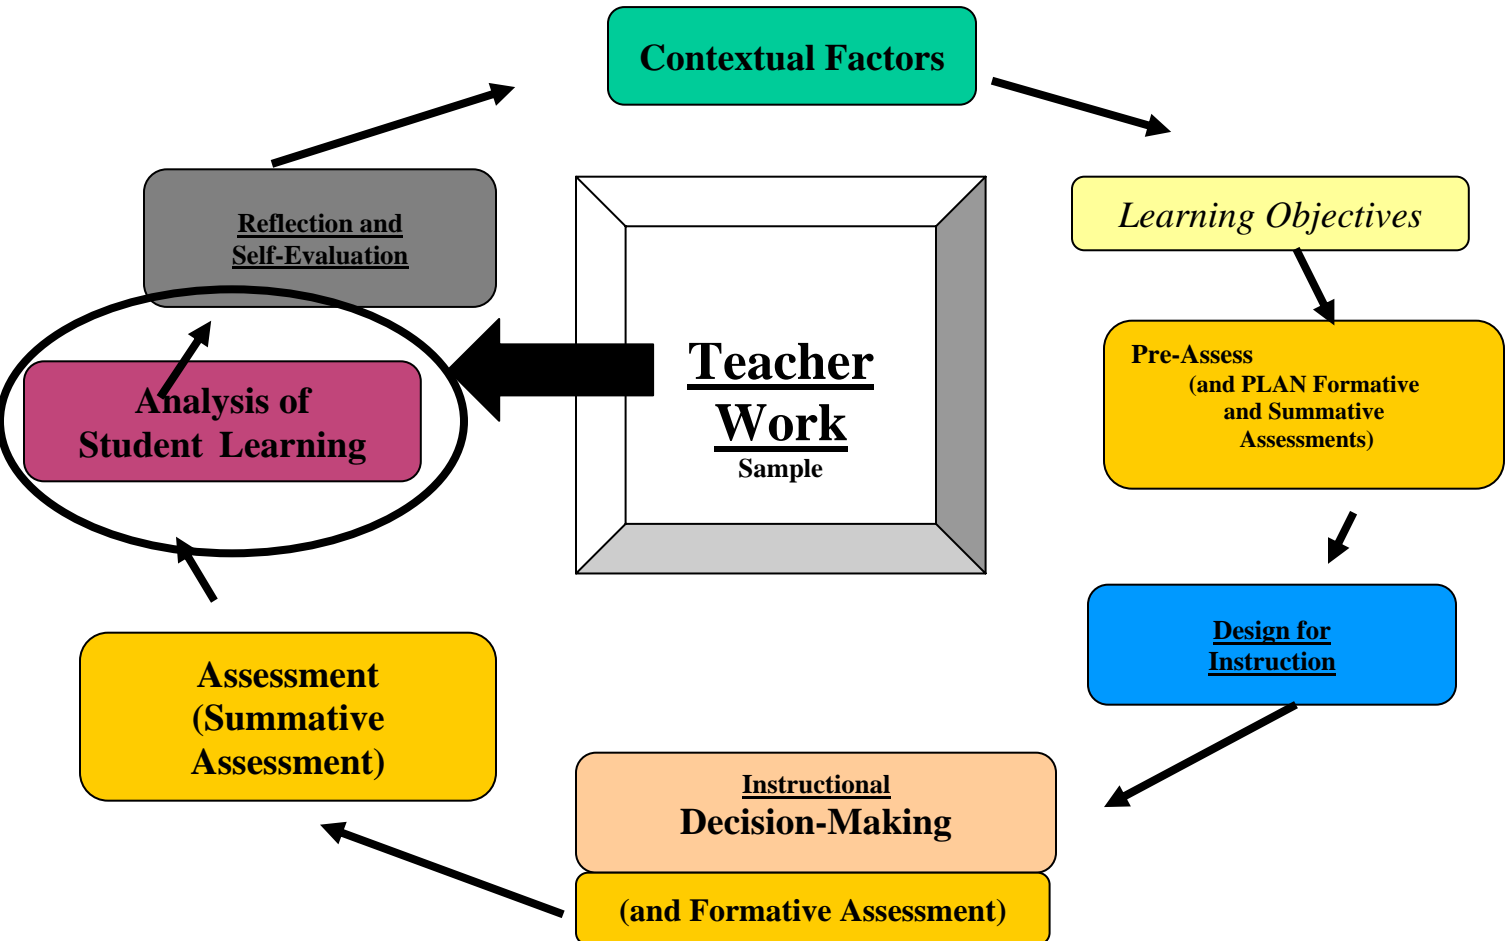 Contextual Factors
Reflection and
Self-Evaluation
Learning Objectives
Teacher
Work
Sample
Pre-Assess
(and PLAN Formative
and Summative
Assessments)
Analysis of
Student Learning
Design for
Instruction
Assessment
(Summative
Assessment)
Instructional
Decision-Making
(and Formative Assessment)